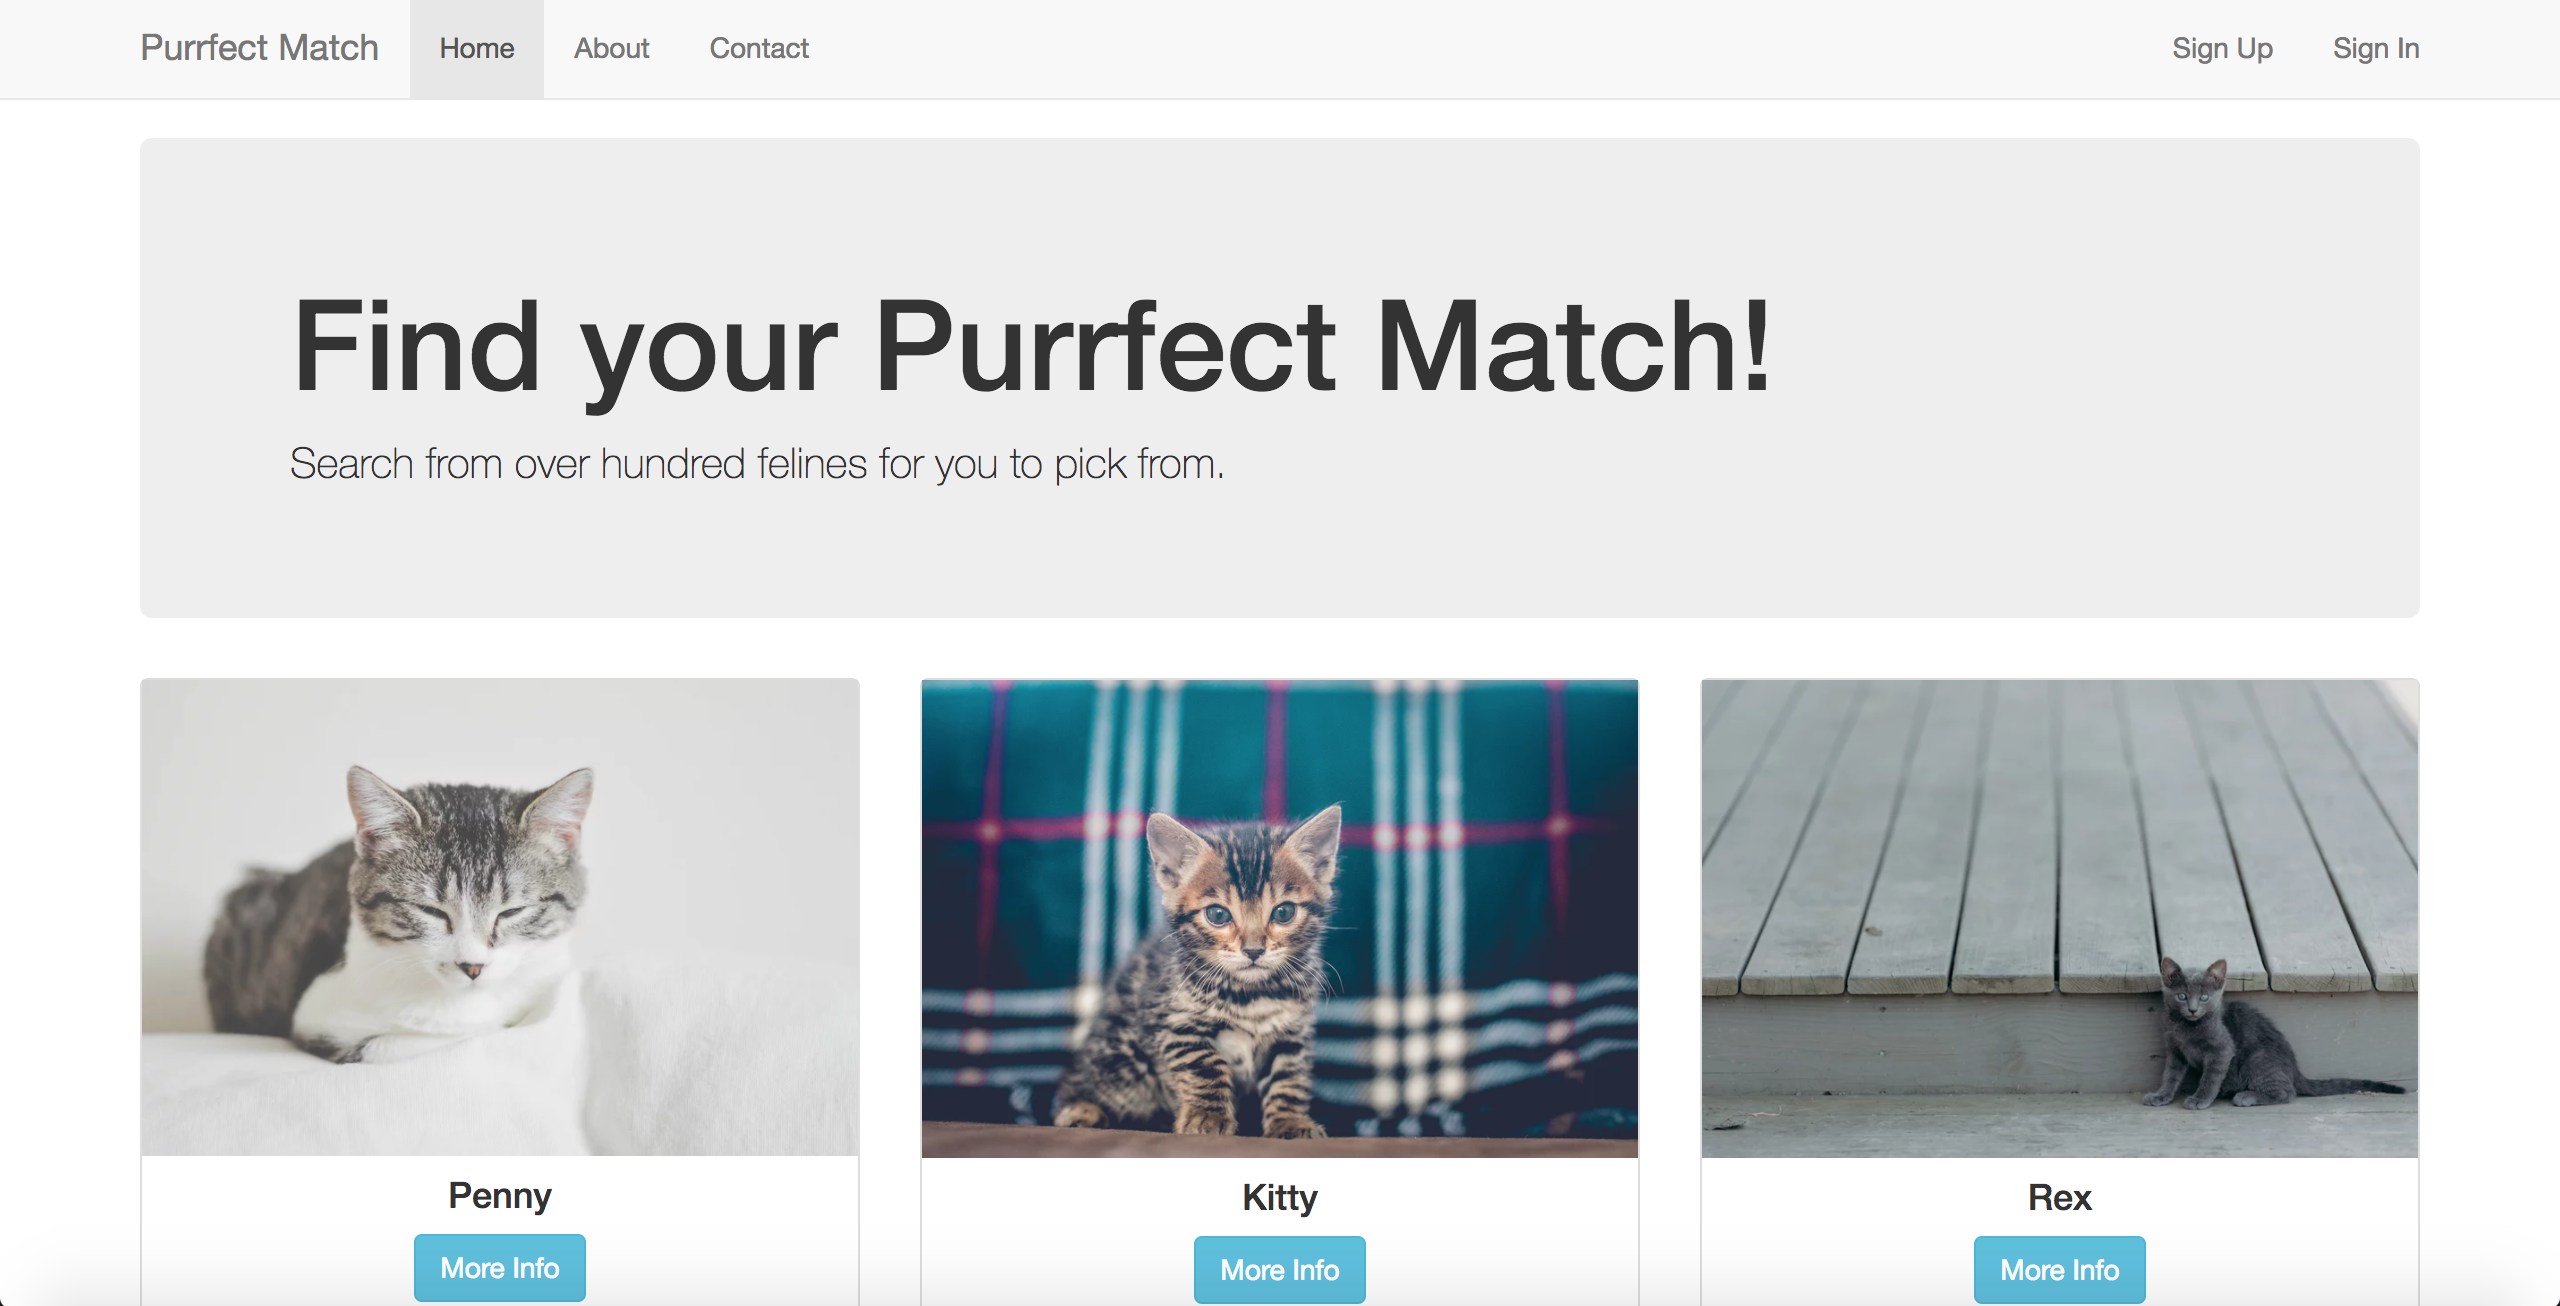 Purrfect Match Home About Contact Sign Up Sign In
Find your Purrfect Match!
Search from over hundred felines for you to pick from.
Penny
More Info
Kitty
More Info
Rex
More Info